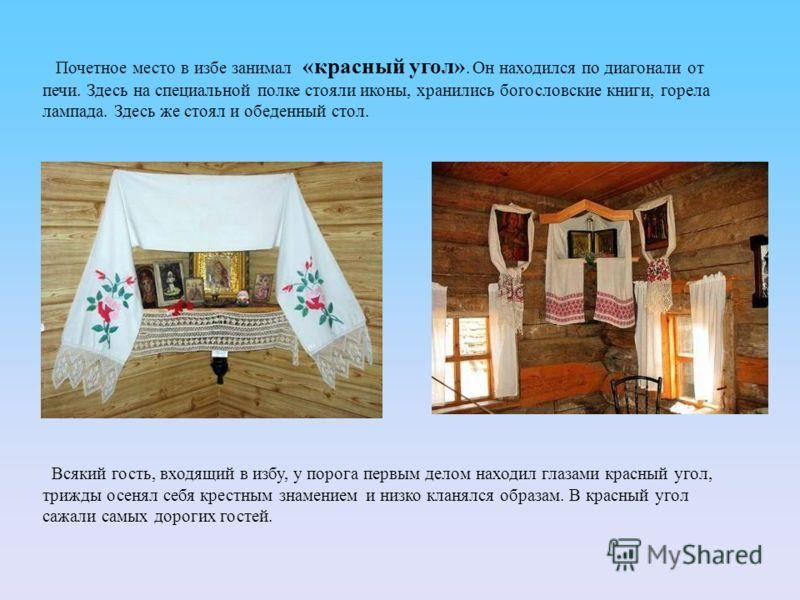 Почетное место в избе занимал «красный угол». Он находился по диагонали от
печи. Здесь на специальной полке стояли иконы, хранились богословские книги, горела
лампада. Здесь же стоял и обеденный стол.
Всякий гость, входящий в избу, у порога первым делом находил глазами красный угол,
трижды осенял себя крестным знамением и низко кланялся образам. В красный угол
сажали самых дорогих гостей.
MyShared